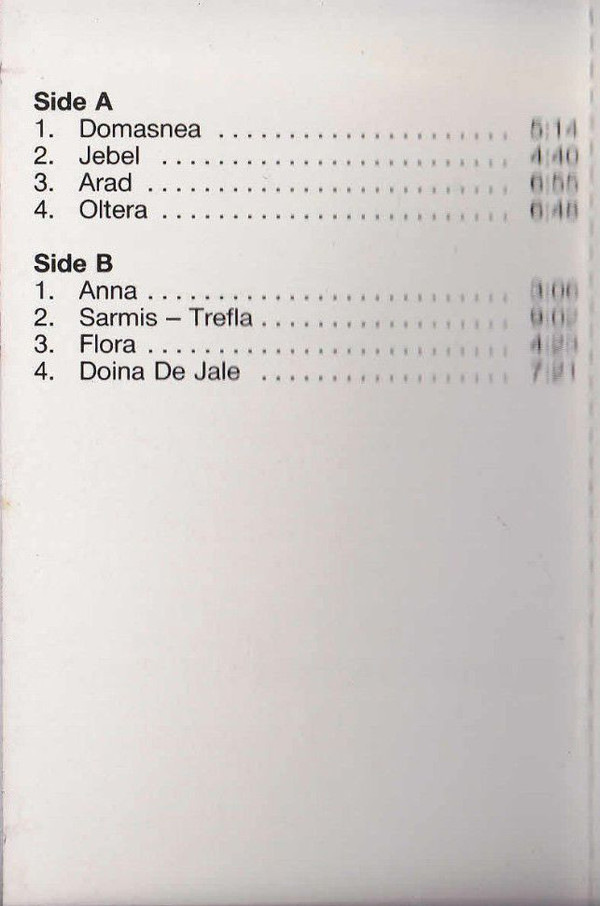 Side A
1. Domasnea ..................... 5:14
2. Jebel ......................... 4:40
3. Arad .......................... 6:55
4. Oltera ......................... 6:46
Side B
1. Anna ..........................
2. Sarmis – Trefla ..................
3. Flora ..........................
4. Doina De Jale ..................